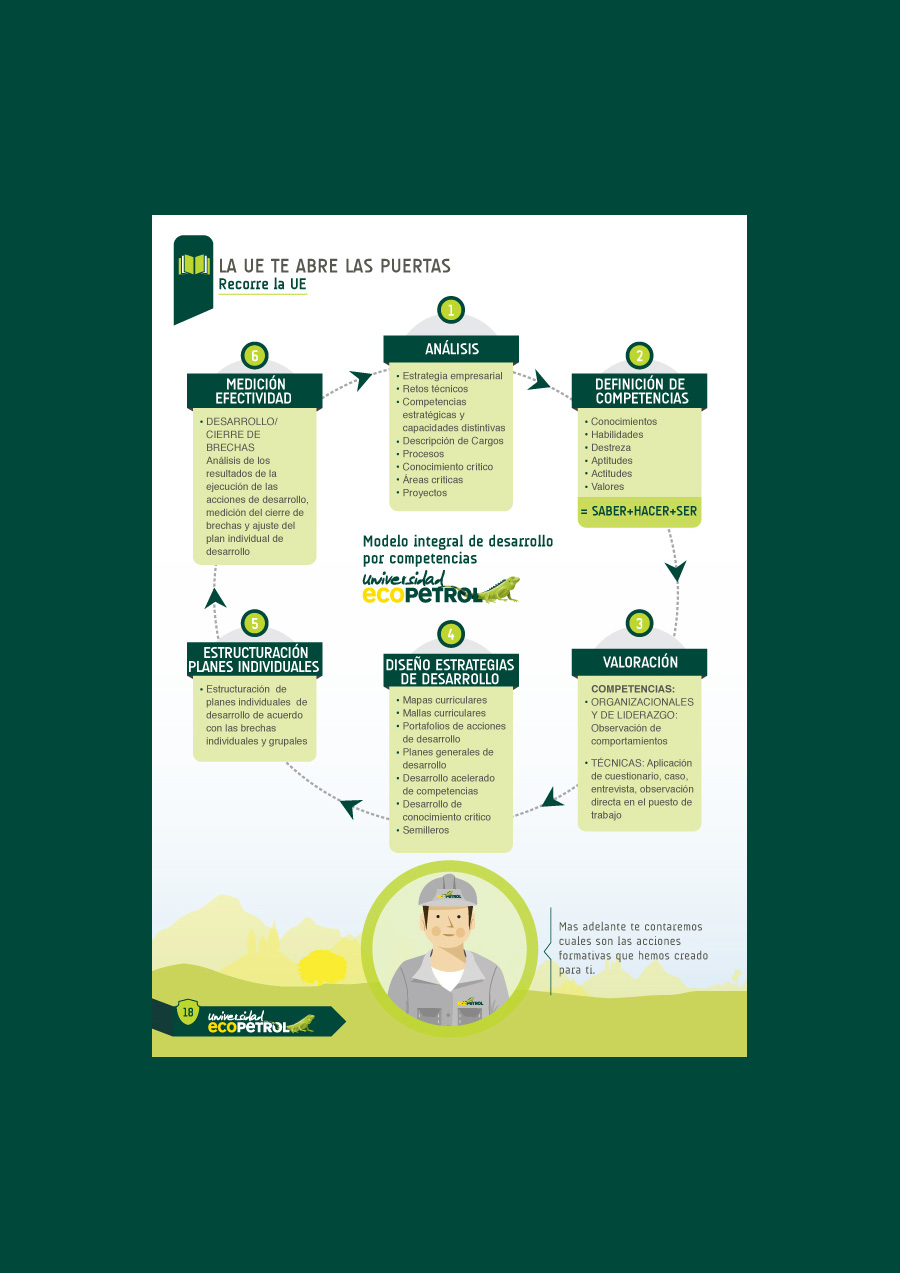 LA UE TE ABRE LAS PUERTAS
Recorre la UE
1
ANÁLISIS
• Estrategia empresarial
• Retos técnicos
• Competencias
estratégicas y
capacidades distintivas
• Descripción de Cargos
• Procesos
• Conocimiento crítico
• Áreas críticas
• Proyectos
2
DEFINICIÓN DE
COMPETENCIAS
• Conocimientos
• Habilidades
• Destreza
• Aptitudes
• Actitudes
• Valores
= SABER+HACER+SER
6
MEDICIÓN
EFECTIVIDAD
• DESARROLLO/
CIERRE DE
BRECHAS
Análisis de los
resultados de la
ejecución de las
acciones de desarrollo,
medición del cierre de
brechas y ajuste del
plan individual de
desarrollo
Modelo integral de desarrollo
por competencias
Universidad
ecoPETROL
3
VALORACIÓN
COMPETENCIAS:
• ORGANIZACIONALES
Y DE LIDERAZGO:
Observación de
comportamientos
• TÉCNICAS: Aplicación
de cuestionario, caso,
entrevista, observación
directa en el puesto de
trabajo
4
DISEÑO ESTRATEGIAS
DE DESARROLLO
• Mapas curriculares
• Mallas curriculares
• Portafolios de acciones
de desarrollo
• Planes generales de
desarrollo
• Desarrollo acelerado
de competencias
• Desarrollo de
conocimiento crítico
• Semilleros
5
ESTRUCTURACIÓN
PLANES INDIVIDUALES
• Estructuración de
planes individuales de
desarrollo de acuerdo
con las brechas
individuales y grupales
ecoPETROL
ecoPETROL
Mas adelante te contaremos
cuales son las acciones
formativas que hemos creado
para ti.
18
Universidad
ecoPETROL